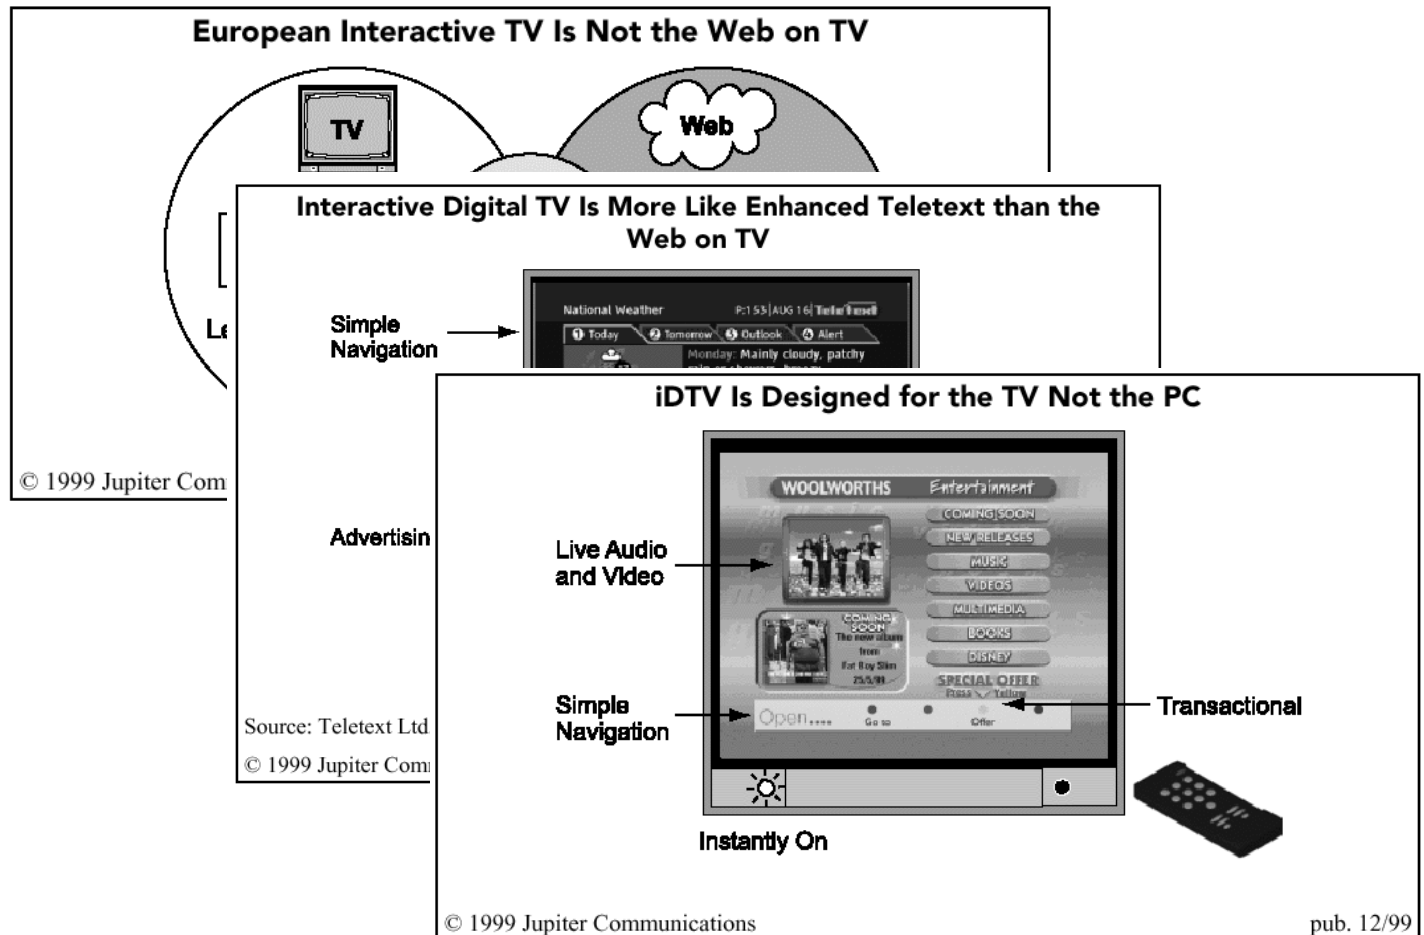 European Interactive TV Is Not the Web on TV
TV
Web
Le
© 1999 Jupiter Com
Interactive Digital TV Is More Like Enhanced Teletext than the
Web on TV
Simple
Navigation
National Weather P:153 AUG 16 Teletext
1 Today 2 Tomorrow 3 Outlook 4 Alert
Monday: Mainly cloudy, patchy
Advertisin
Source: Teletext Ltd
© 1999 Jupiter Com
iDTV Is Designed for the TV Not the PC
WOOLWORTHS Entertainment
COMING SOON
NEW RELEASES
MUSIC
VIDEOS
MULTIMEDIA
BOOKS
DISNEY
SPECIAL OFFER
Press Yellow
Live Audio
and Video
COMING
SOON
The new album
from
Fat Boy Slim
Simple
Navigation
Open....
Go to
Offer
Transactional
Instantly On
© 1999 Jupiter Communications
pub. 12/99